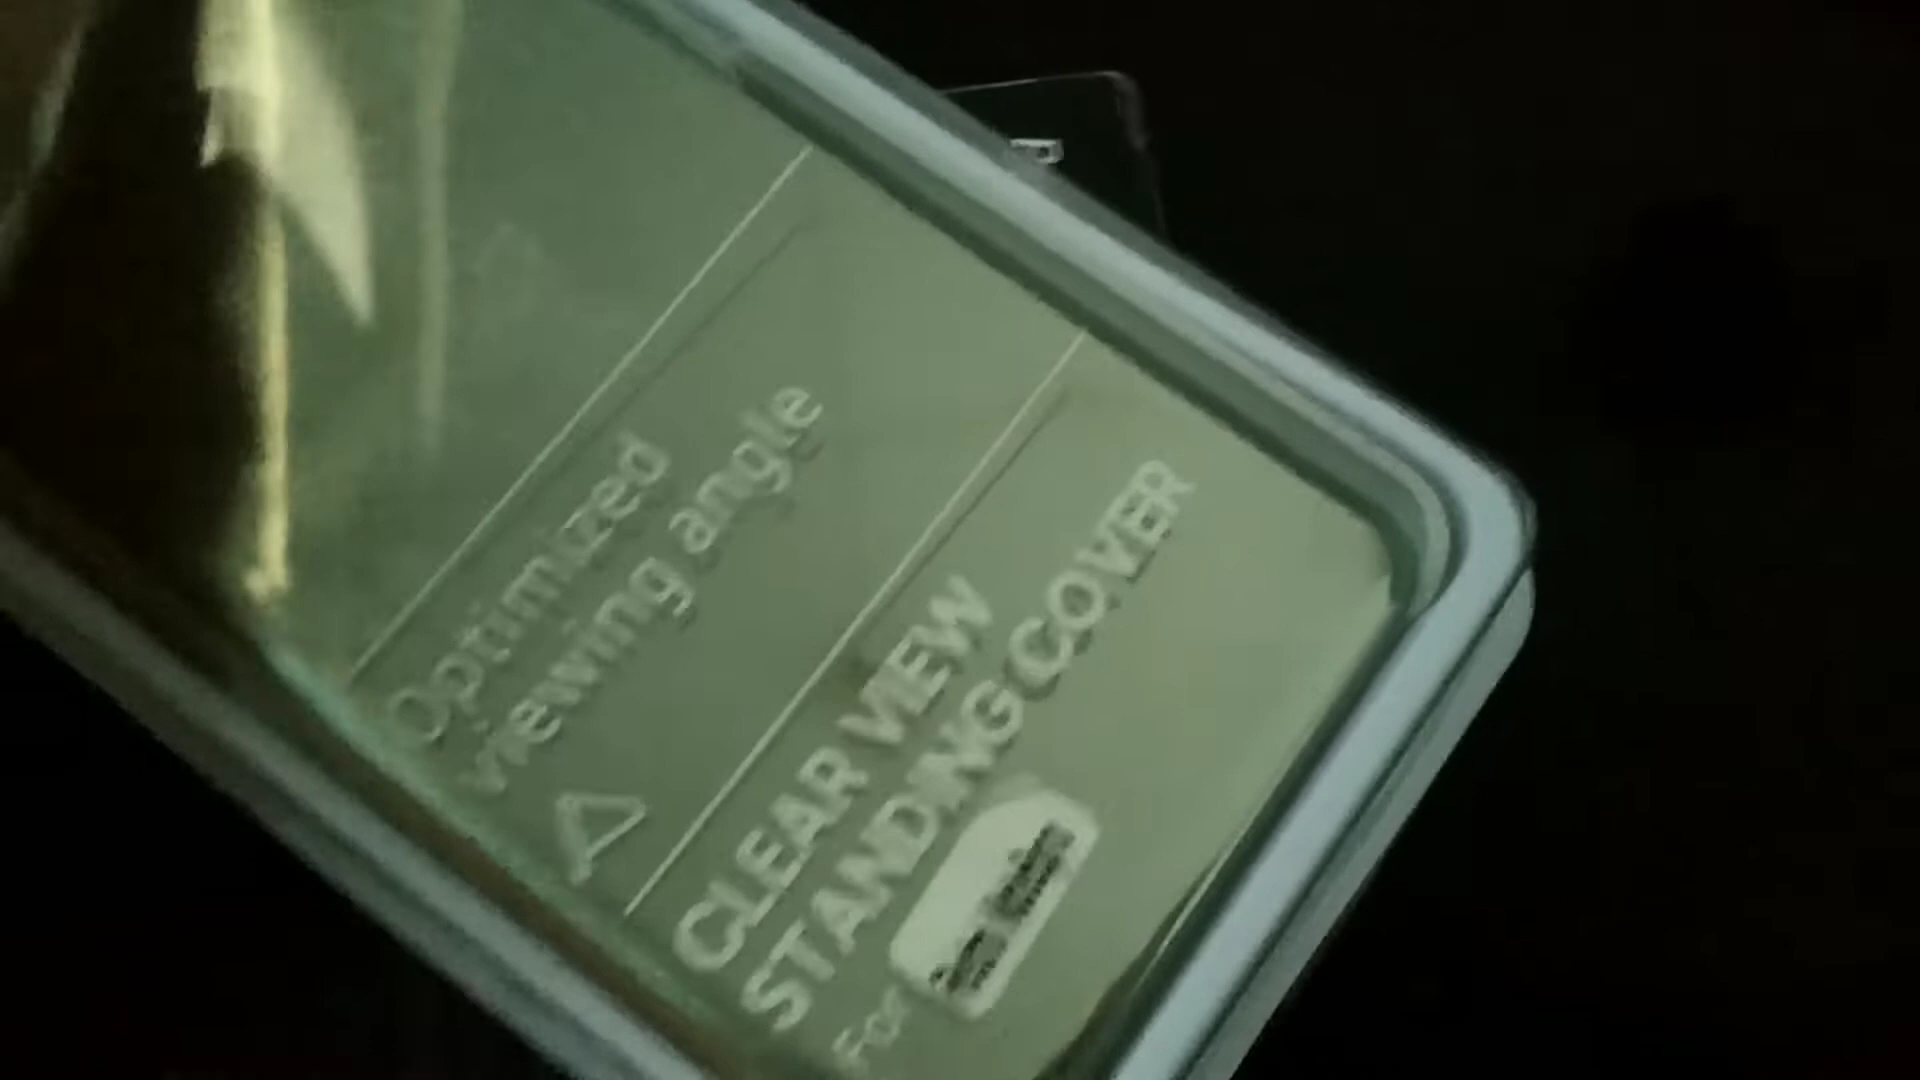 Optimized
viewing angle
CLEAR VIEW
STANDING COVER
For